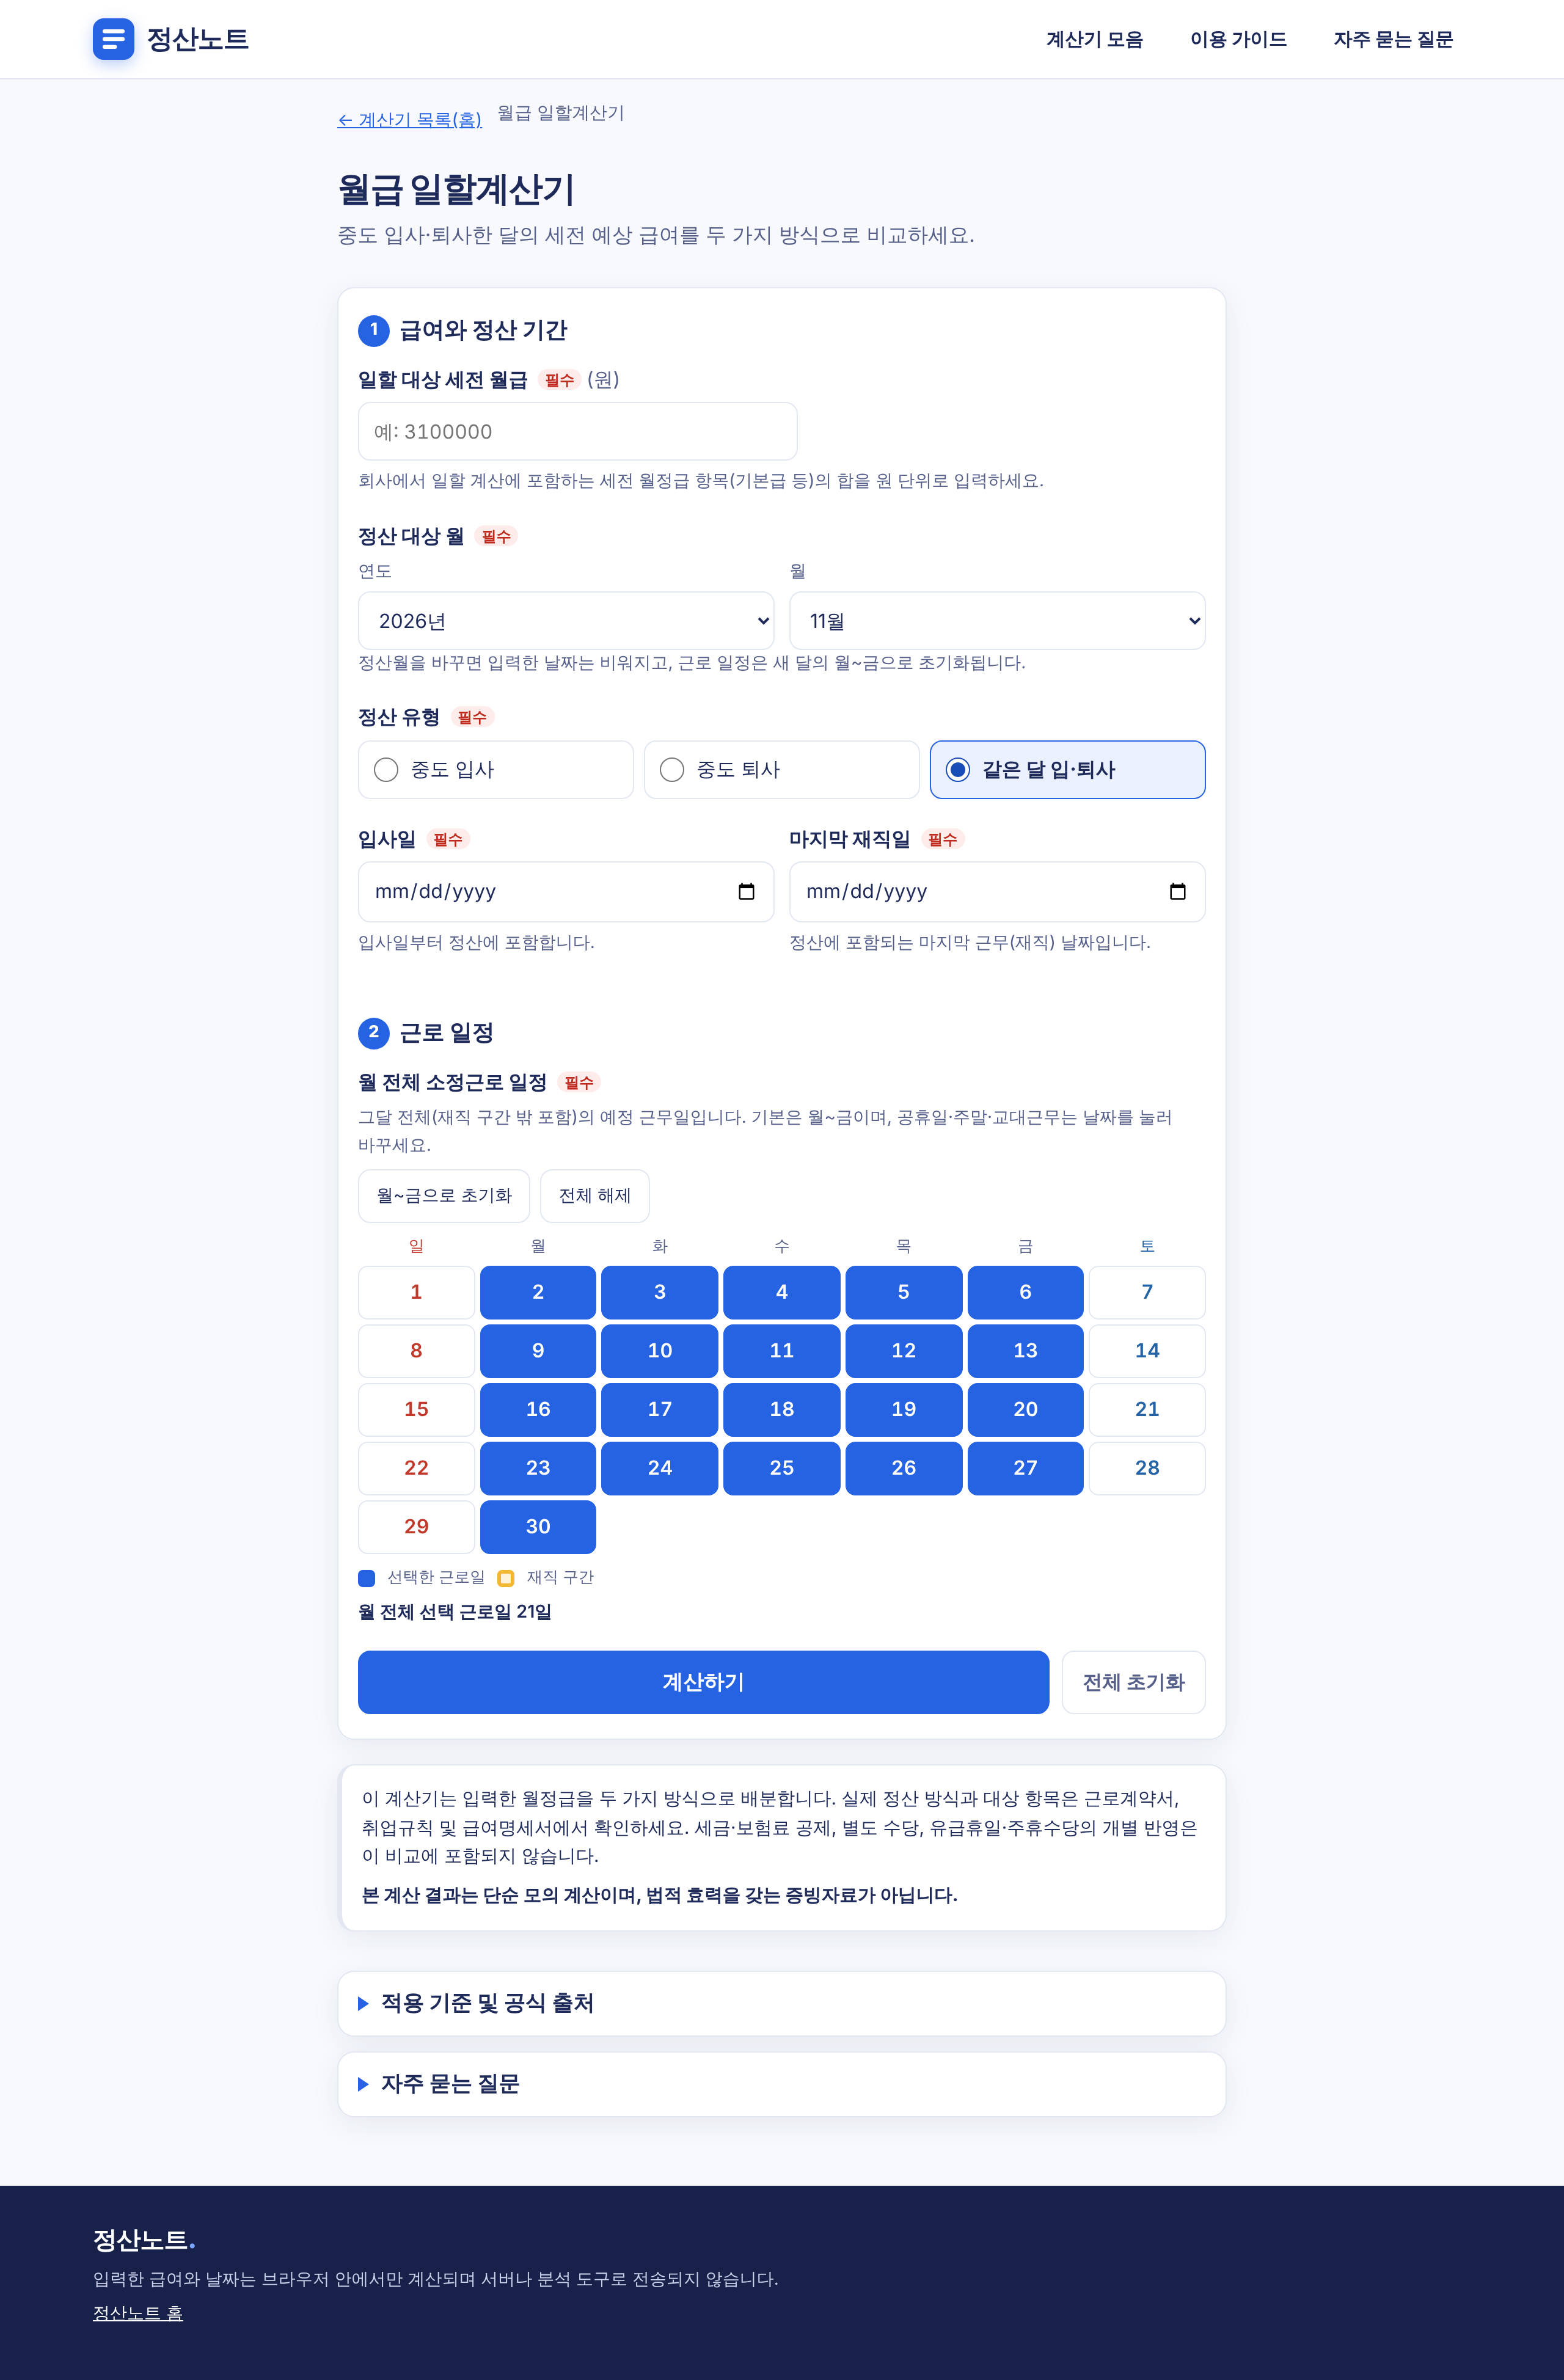 정산노트
계산기 모음 이용 가이드 자주 묻는 질문
← 계산기 목록(홈) 월급 일할계산기
월급 일할계산기
중도 입사·퇴사한 달의 세전 예상 급여를 두 가지 방식으로 비교하세요.
1 급여와 정산 기간
일할 대상 세전 월급 필수 (원)
예: 3100000
회사에서 일할 계산에 포함하는 세전 월정급 항목(기본급 등)의 합을 원 단위로 입력하세요.
정산 대상 월 필수
연도 월
2026년 11월
정산월을 바꾸면 입력한 날짜는 비워지고, 근로 일정은 새 달의 월~금으로 초기화됩니다.
정산 유형 필수
중도 입사 중도 퇴사 같은 달 입·퇴사
입사일 필수 마지막 재직일 필수
mm/dd/yyyy mm/dd/yyyy
입사일부터 정산에 포함합니다. 정산에 포함되는 마지막 근무(재직) 날짜입니다.
2 근로 일정
월 전체 소정근로 일정 필수
그달 전체(재직 구간 밖 포함)의 예정 근무일입니다. 기본은 월~금이며, 공휴일·주말·교대근무는 날짜를 눌러
바꾸세요.
월~금으로 초기화 전체 해제
일 월 화 수 목 금 토
1 2 3 4 5 6 7
8 9 10 11 12 13 14
15 16 17 18 19 20 21
22 23 24 25 26 27 28
29 30
선택한 근로일 재직 구간
월 전체 선택 근로일 21일
계산하기 전체 초기화
이 계산기는 입력한 월정급을 두 가지 방식으로 배분합니다. 실제 정산 방식과 대상 항목은 근로계약서,
취업규칙 및 급여명세서에서 확인하세요. 세금·보험료 공제, 별도 수당, 유급휴일·주휴수당의 개별 반영은
이 비교에 포함되지 않습니다.
본 계산 결과는 단순 모의 계산이며, 법적 효력을 갖는 증빙자료가 아닙니다.
적용 기준 및 공식 출처
자주 묻는 질문
정산노트.
입력한 급여와 날짜는 브라우저 안에서만 계산되며 서버나 분석 도구로 전송되지 않습니다.
정산노트 홈